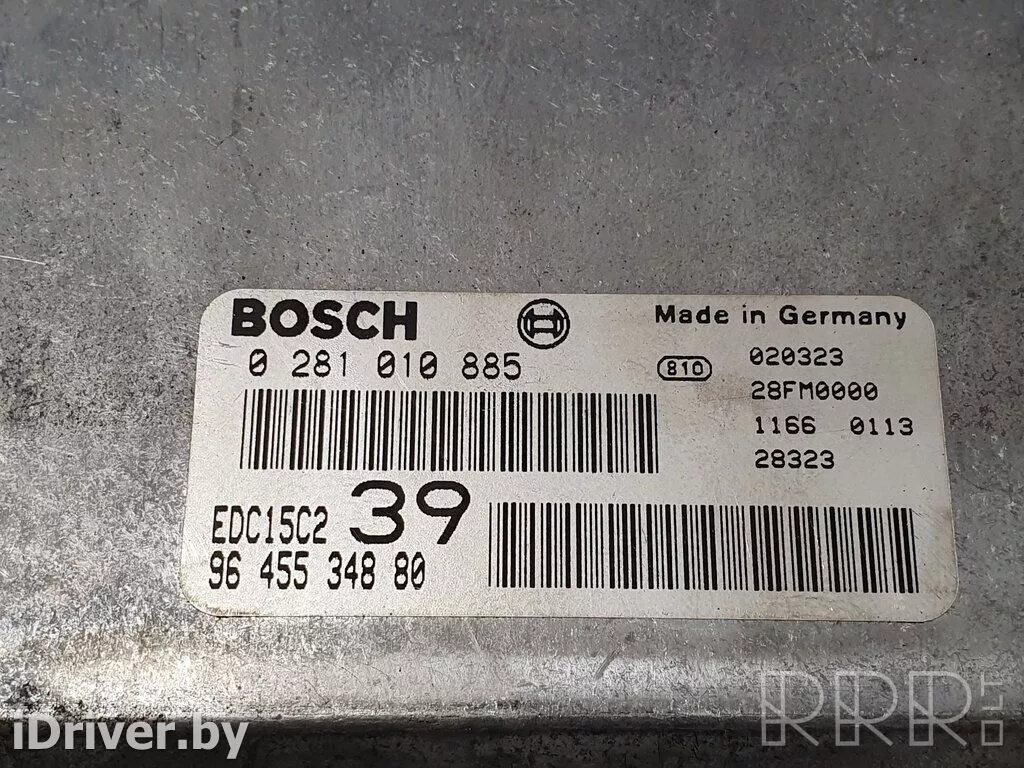 BOSCH
Made in Germany
0 281 010 885
810
020323
28FM0000
1166 0113
28323
EDC15C2 39
96 455 348 80
iDriver.by
RRR.LT